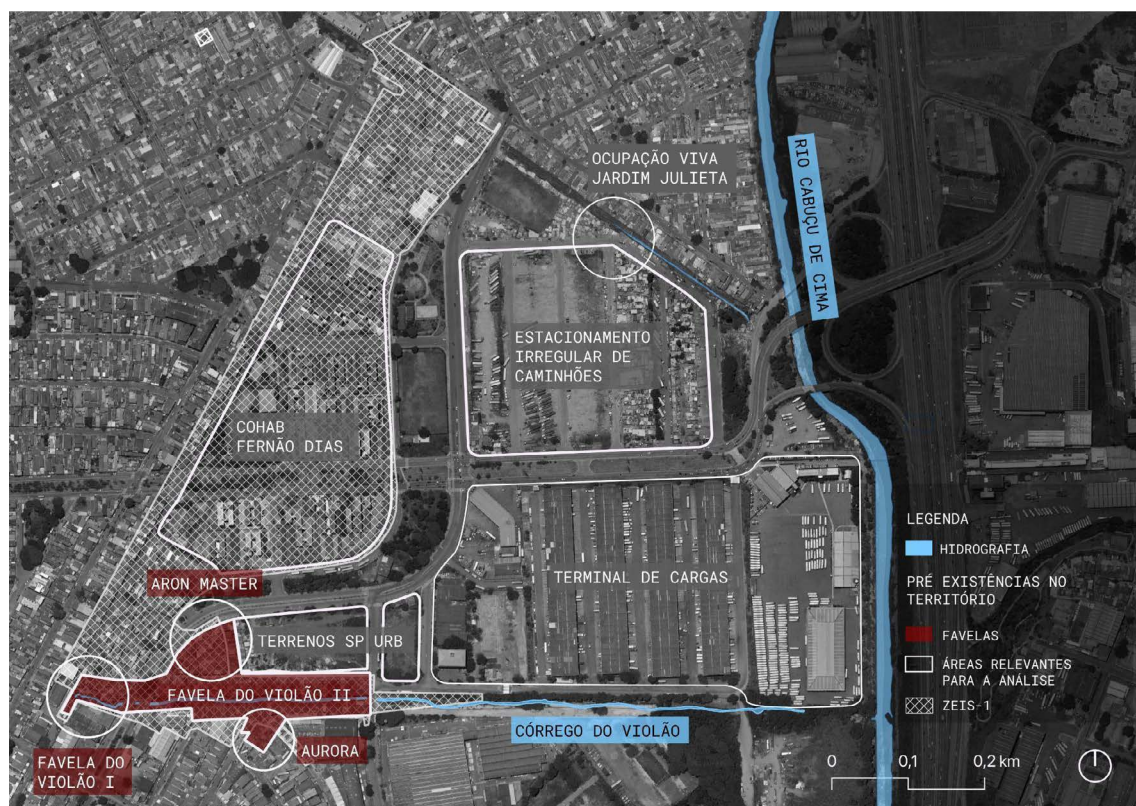 OCUPAÇÃO VIVA
JARDIM JULIETA
RIO CABUÇU DE CIMA
ESTACIONAMENTO
IRREGULAR DE
CAMINHÕES
COHAB
FERNÃO DIAS
TERMINAL DE CARGAS
ARON MASTER
TERRENOS SP URB
FAVELA DO VIOLÃO II
CÓRREGO DO VIOLÃO
AURORA
FAVELA DO
VIOLÃO I
LEGENDA
HIDROGRAFIA
PRÉ EXISTÊNCIAS NO
TERRITÓRIO
FAVELAS
ÁREAS RELEVANTES
PARA A ANÁLISE
ZEIS-1
0 0,1 0,2 km